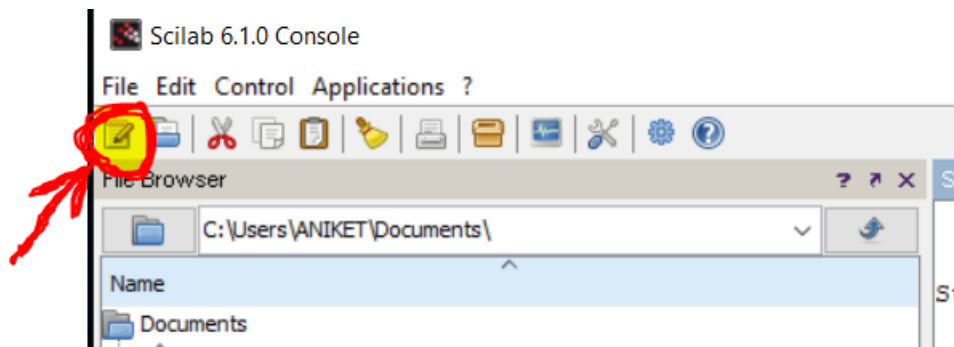 Scilab 6.1.0 Console
File Edit Control Applications ?
File Browser
C:\Users\ANIKET\Documents\
Name
Documents